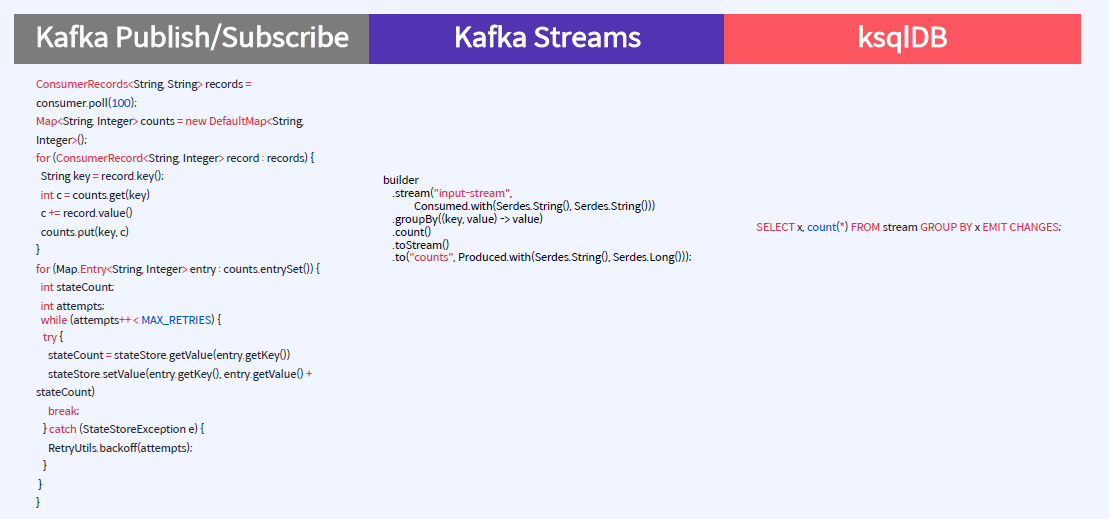 Kafka Publish/Subscribe
Kafka Streams
ksqlDB
ConsumerRecords<String, String> records =
consumer.poll(100);
Map<String, Integer> counts = new DefaultMap<String,
Integer>();
for (ConsumerRecord<String, Integer> record : records) {
String key = record.key();
int c = counts.get(key)
c += record.value()
counts.put(key, c)
}
for (Map.Entry<String, Integer> entry : counts.entrySet()) {
int stateCount;
int attempts;
while (attempts++ < MAX_RETRIES) {
try {
stateCount = stateStore.getValue(entry.getKey())
stateStore.setValue(entry.getKey(), entry.getValue() +
stateCount)
break;
} catch (StateStoreException e) {
RetryUtils.backoff(attempts);
}
}
}
builder
.stream("input-stream",
Consumed.with(Serdes.String(), Serdes.String()))
.groupBy((key, value) -> value)
.count()
.toStream()
.to("counts", Produced.with(Serdes.String(), Serdes.Long()));
SELECT x, count(*) FROM stream GROUP BY x EMIT CHANGES;